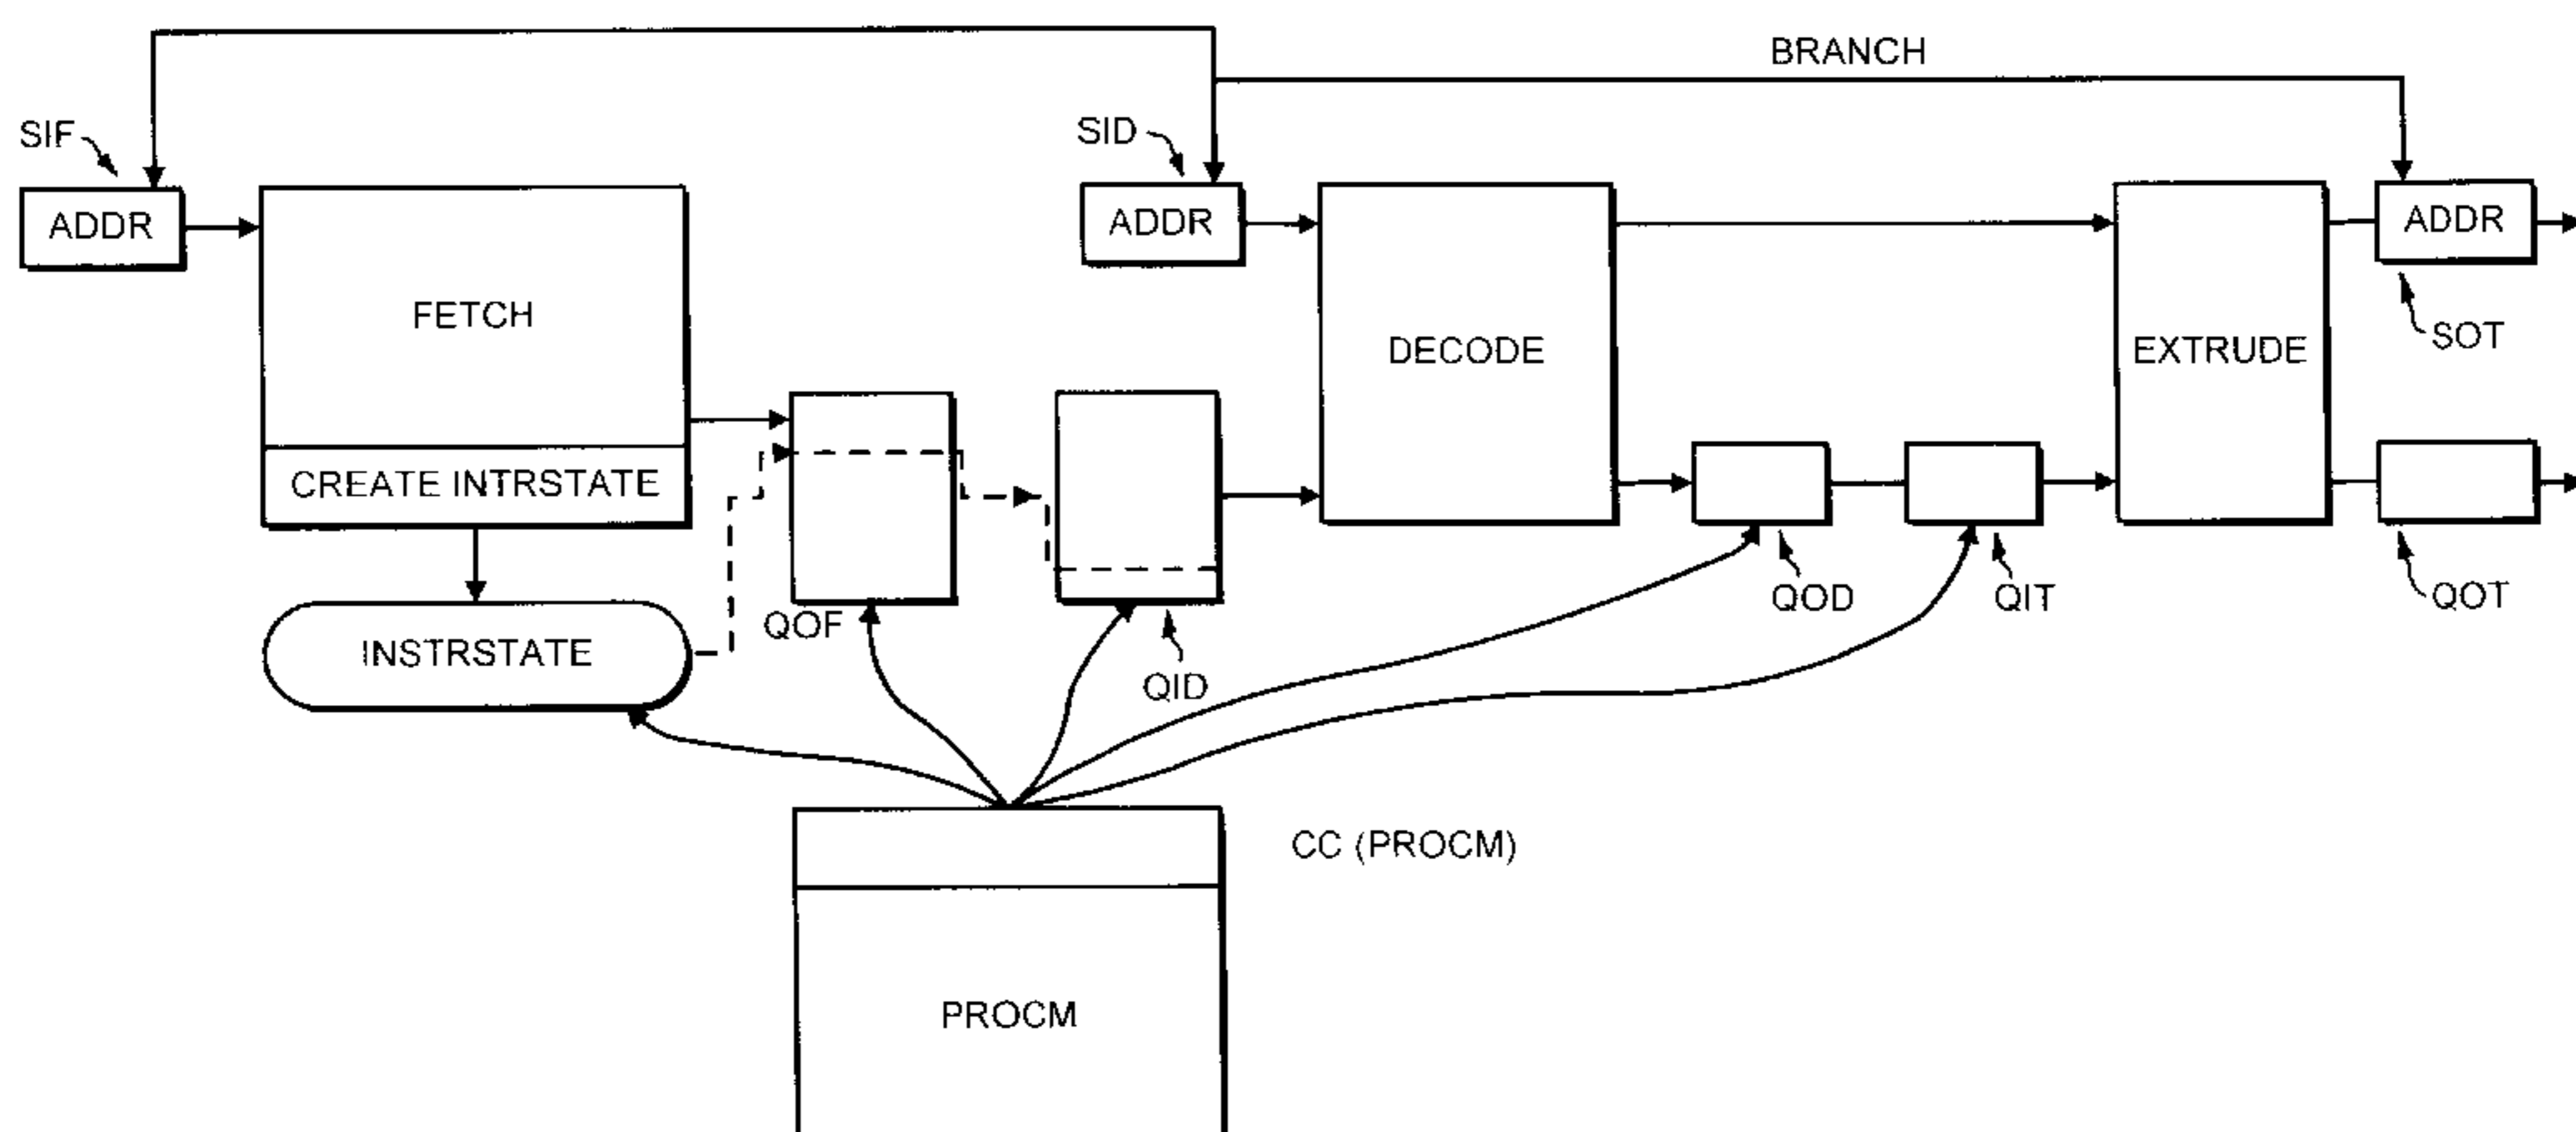 BRANCH
SIF
SID
ADDR
ADDR
ADDR
FETCH
DECODE
EXTRUDE
SOT
CREATE INTRSTATE
INSTRSTATE
QOF
QID
QOD
QIT
QOT
CC (PROCM)
PROCM